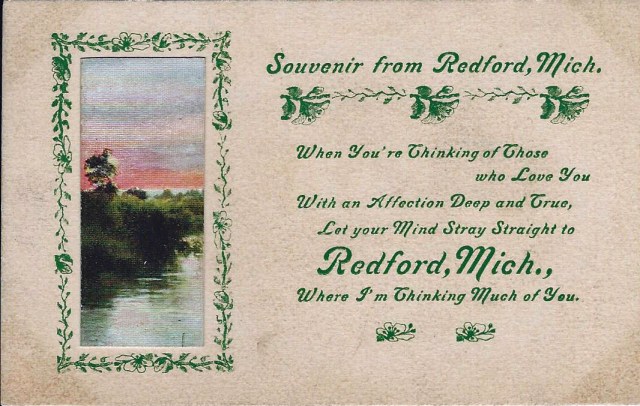 Souvenir from Redford, Mich.
When You're Thinking of Those
who Love You
With an Affection Deep and True,
Let your Mind Stray Straight to
Redford, Mich.,
Where I'm Thinking Much of You.